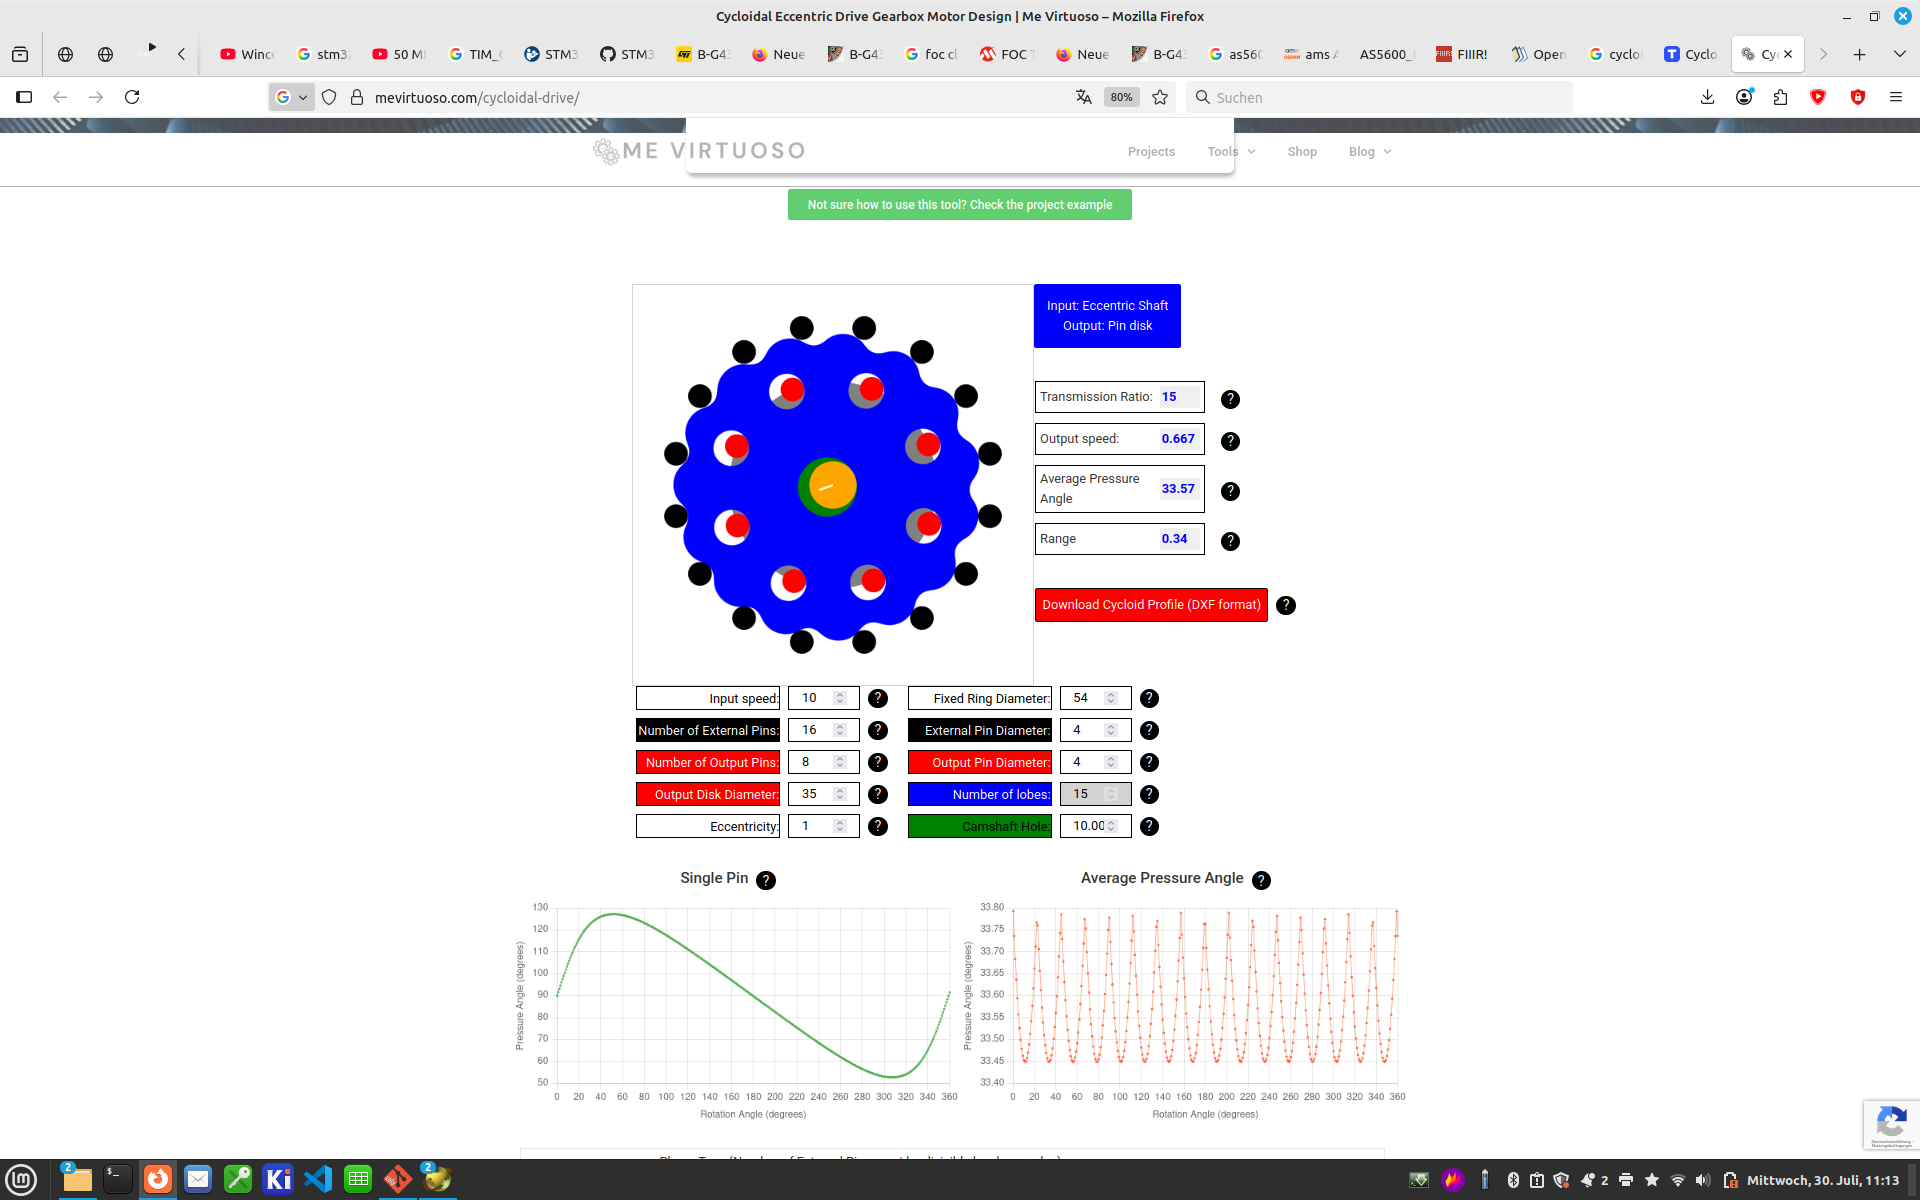 Cycloidal Eccentric Drive Gearbox Motor Design | Me Virtuoso – Mozilla Firefox
Wince
stm3
50 M
TIM_
STM3
STM3
B-G4
Neue
B-G4
foc cl
FOC T
Neue
B-G4
as56
ams A
AS5600_
FIIIR!
Open
cyclo
Cyclo
Cy
mevirtuoso.com/cycloidal-drive/
80%
Suchen
ME VIRTUOSO
Projects
Tools
Shop
Blog
Not sure how to use this tool? Check the project example
Input: Eccentric Shaft
Output: Pin disk
Transmission Ratio: 15 ?
Output speed: 0.667 ?
Average Pressure
Angle 33.57 ?
Range 0.34 ?
Download Cycloid Profile (DXF format) ?
Input speed: 10 ? Fixed Ring Diameter: 54 ?
Number of External Pins: 16 ? External Pin Diameter: 4 ?
Number of Output Pins: 8 ? Output Pin Diameter: 4 ?
Output Disk Diameter: 35 ? Number of lobes: 15 ?
Eccentricity: 1 ? Camshaft Hole: 10.00 ?
Single Pin ?
130
120
110
100
90
80
70
60
50
Pressure Angle (degrees)
0 20 40 60 80 100 120 140 160 180 200 220 240 260 280 300 320 340 360
Rotation Angle (degrees)
Average Pressure Angle ?
33.80
33.75
33.70
33.65
33.60
33.55
33.50
33.45
33.40
Pressure Angle (degrees)
0 20 40 60 80 100 120 140 160 180 200 220 240 260 280 300 320 340 360
Rotation Angle (degrees)
2
$_
Ki
2
2
Mittwoch, 30. Juli, 11:13